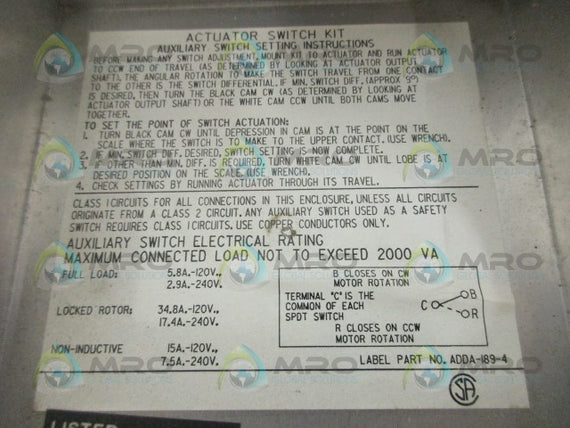 ACTUATOR SWITCH KIT
AUXILIARY SWITCH SETTING INSTRUCTIONS
BEFORE MAKING ANY SWITCH ADJUSTMENT, MOUNT KIT TO ACTUATOR AND RUN ACTUATOR
TO CCW END OF TRAVEL (AS DETERMINED BY LOOKING AT ACTUATOR OUTPUT
SHAFT). THE ANGULAR ROTATION TO MAKE THE SWITCH TRAVEL FROM ONE CONTACT
TO THE OTHER IS THE SWITCH DIFFERENTIAL. IF MIN. SWITCH DIFF. (APPROX 9°)
IS DESIRED, THEN TURN THE BLACK CAM CW (AS DETERMINED BY LOOKING AT
ACTUATOR OUTPUT SHAFT) OR THE WHITE CAM CCW UNTIL BOTH CAMS MOVE
TOGETHER.
TO SET THE POINT OF SWITCH ACTUATION:
TURN BLACK CAM CW UNTIL DEPRESSION IN CAM IS AT THE POINT ON THE
SCALE WHERE THE SWITCH IS TO MAKE TO THE UPPER CONTACT. (USE WRENCH).
2. IF MIN. SWITCH DIFF. DESIRED, SWITCH SETTING IS NOW COMPLETE.
3. IF OTHER THAN MIN. DIFF. IS REQUIRED, TURN WHITE CAM CW UNTIL LOBE IS AT
DESIRED POSITION ON THE SCALE (USE WRENCH).
4. CHECK SETTINGS BY RUNNING ACTUATOR THROUGH ITS TRAVEL.
CLASS I CIRCUITS FOR ALL CONNECTIONS IN THIS ENCLOSURE, UNLESS ALL CIRCUITS
ORIGINATE FROM A CLASS 2 CIRCUIT. ANY AUXILIARY SWITCH USED AS A SAFETY
SWITCH REQUIRES CLASS I CIRCUITS. USE COPPER CONDUCTORS ONLY.
AUXILIARY SWITCH ELECTRICAL RATING
MAXIMUM CONNECTED LOAD NOT TO EXCEED 2000 VA
FULL LOAD: 5.8A.-120V.,
2.9A.-240V.
LOCKED ROTOR: 34.8A.-120V.,
17.4A.-240V.
NON-INDUCTIVE 15A.-120V.,
7.5A.-240V.
B CLOSES ON CW
MOTOR ROTATION
TERMINAL "C" IS THE
COMMON OF EACH
SPDT SWITCH
C B
R
R CLOSES ON CCW
MOTOR ROTATION
LABEL PART NO. ADDA-189-4
SA
LISTED
MRO